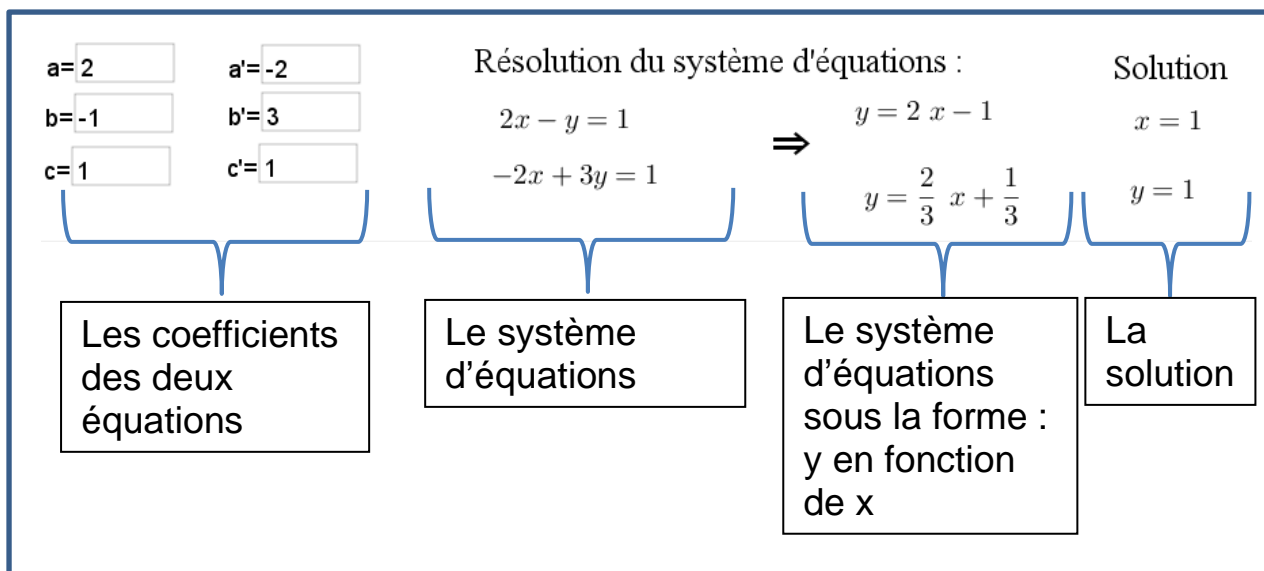 a= 2 a'= -2
b= -1 b'= 3
c= 1 c'= 1
Résolution du système d'équations :
2x − y = 1
−2x + 3y = 1
⇒
y = 2 x − 1
y = 2/3 x + 1/3
Solution
x = 1
y = 1
Les coefficients
des deux
équations
Le système
d’équations
Le système
d’équations
sous la forme :
y en fonction
de x
La
solution